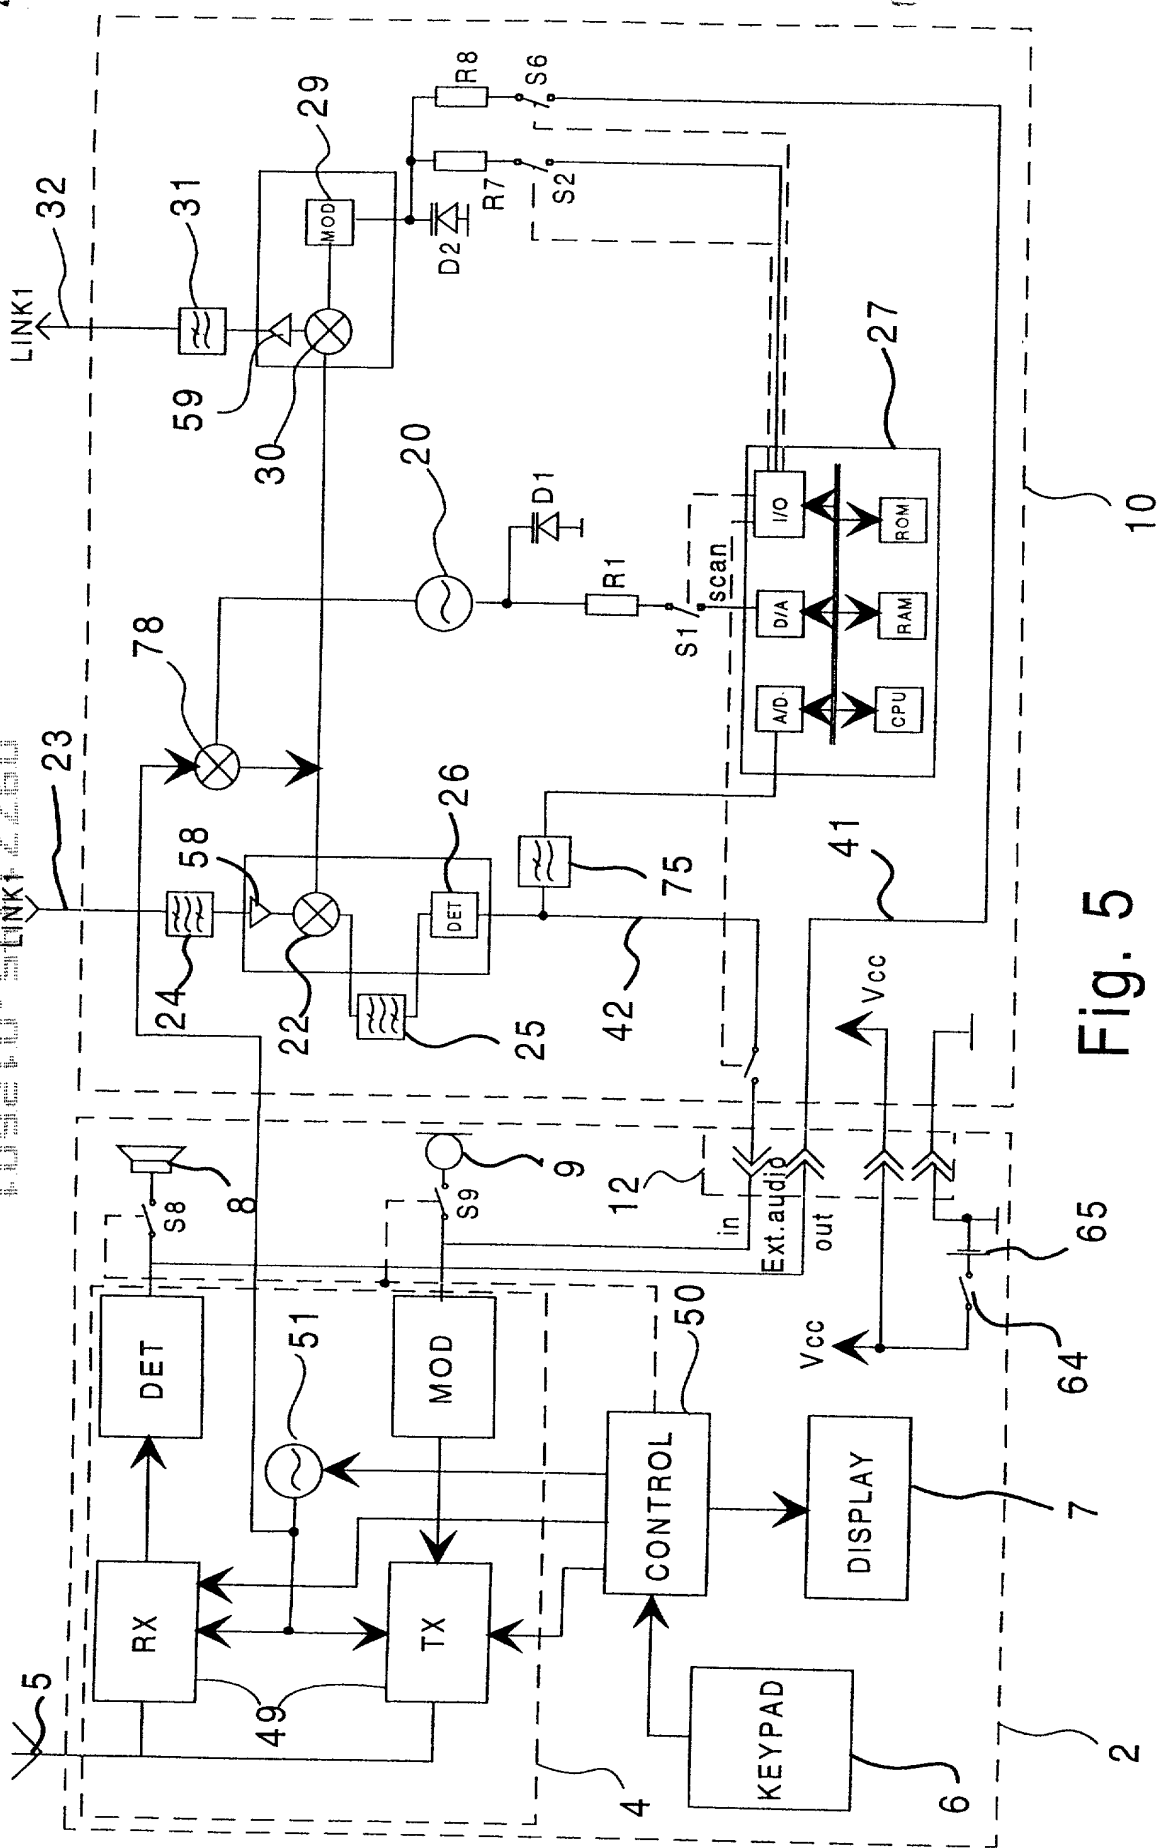 LINK1
32
31
59
30
29
R8
S6
R7
S2
D2
MOD
20
D1
R1
S1
scan
27
I/O
D/A
A/D
ROM
RAM
CPU
10
LINK1
23
78
58
24
22
25
26
DET
75
42
41
Vcc
Fig. 5
8
S8
9
S9
12
in
Ext.audio
out
65
64
Vcc
DET
51
MOD
50
RX
TX
49
CONTROL
DISPLAY
7
5
4
KEYPAD
6
2